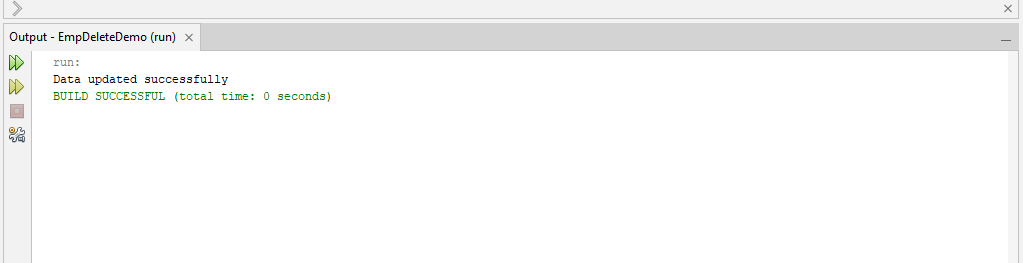 Output - EmpDeleteDemo (run)
run:
Data updated successfully
BUILD SUCCESSFUL (total time: 0 seconds)